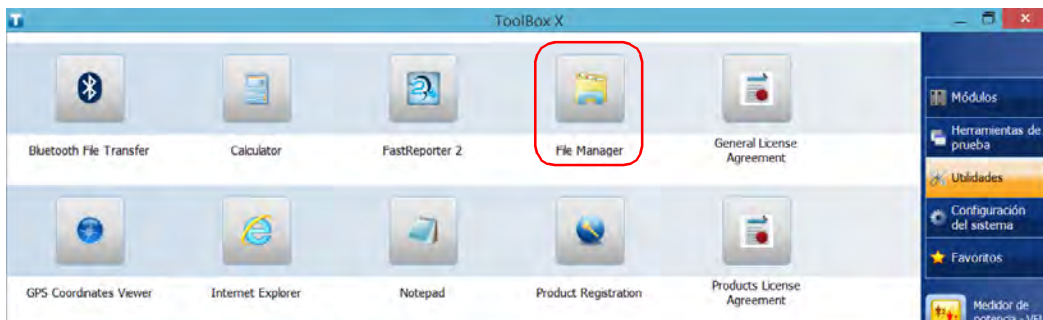 ToolBox X
Bluetooth File Transfer
Calculator
FastReporter 2
File Manager
General License
Agreement
GPS Coordinates Viewer
Internet Explorer
Notepad
Product Registration
Products License
Agreement
Módulos
Herramientas de
prueba
Utilidades
Configuración
del sistema
Favoritos
Medidor de
potencia - VFL